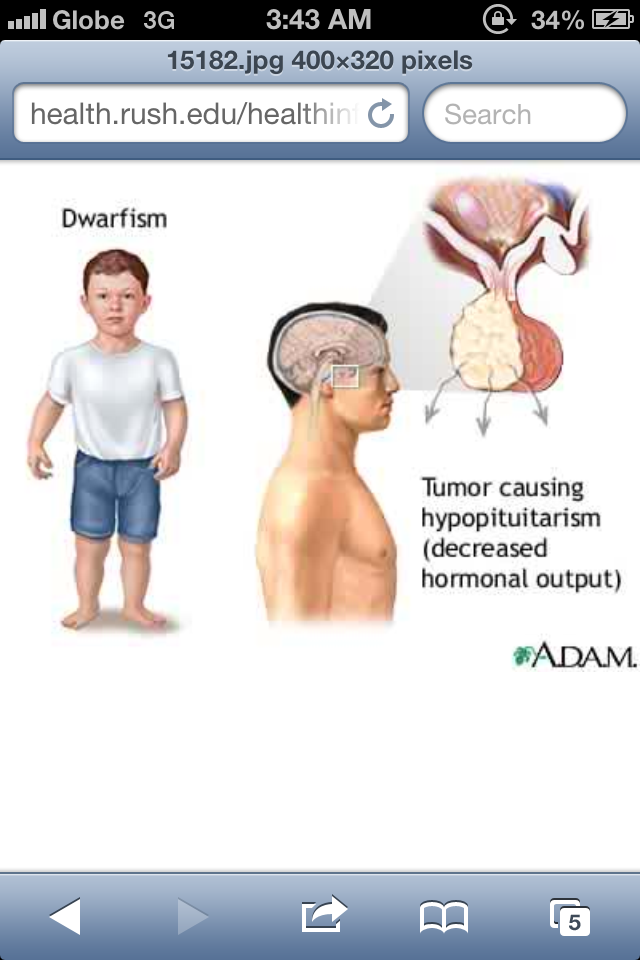 Globe 3G 3:43 AM 34%
15182.jpg 400×320 pixels
health.rush.edu/healthin
Search
Dwarfism
Tumor causing
hypopituitarism
(decreased
hormonal output)
A.D.A.M.
5